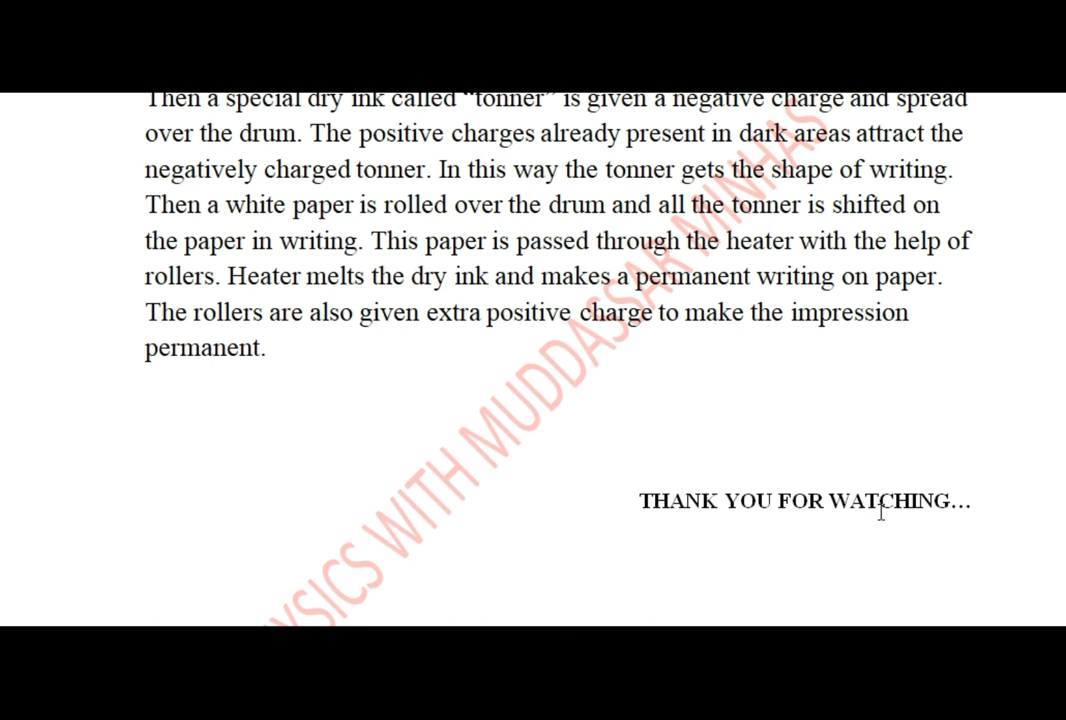 Then a special dry ink called “tonner” is given a negative charge and spread
over the drum. The positive charges already present in dark areas attract the
negatively charged tonner. In this way the tonner gets the shape of writing.
Then a white paper is rolled over the drum and all the tonner is shifted on
the paper in writing. This paper is passed through the heater with the help of
rollers. Heater melts the dry ink and makes a permanent writing on paper.
The rollers are also given extra positive charge to make the impression
permanent.
YSICS WITH MUDDASSAR MINHAS
THANK YOU FOR WATCHING…